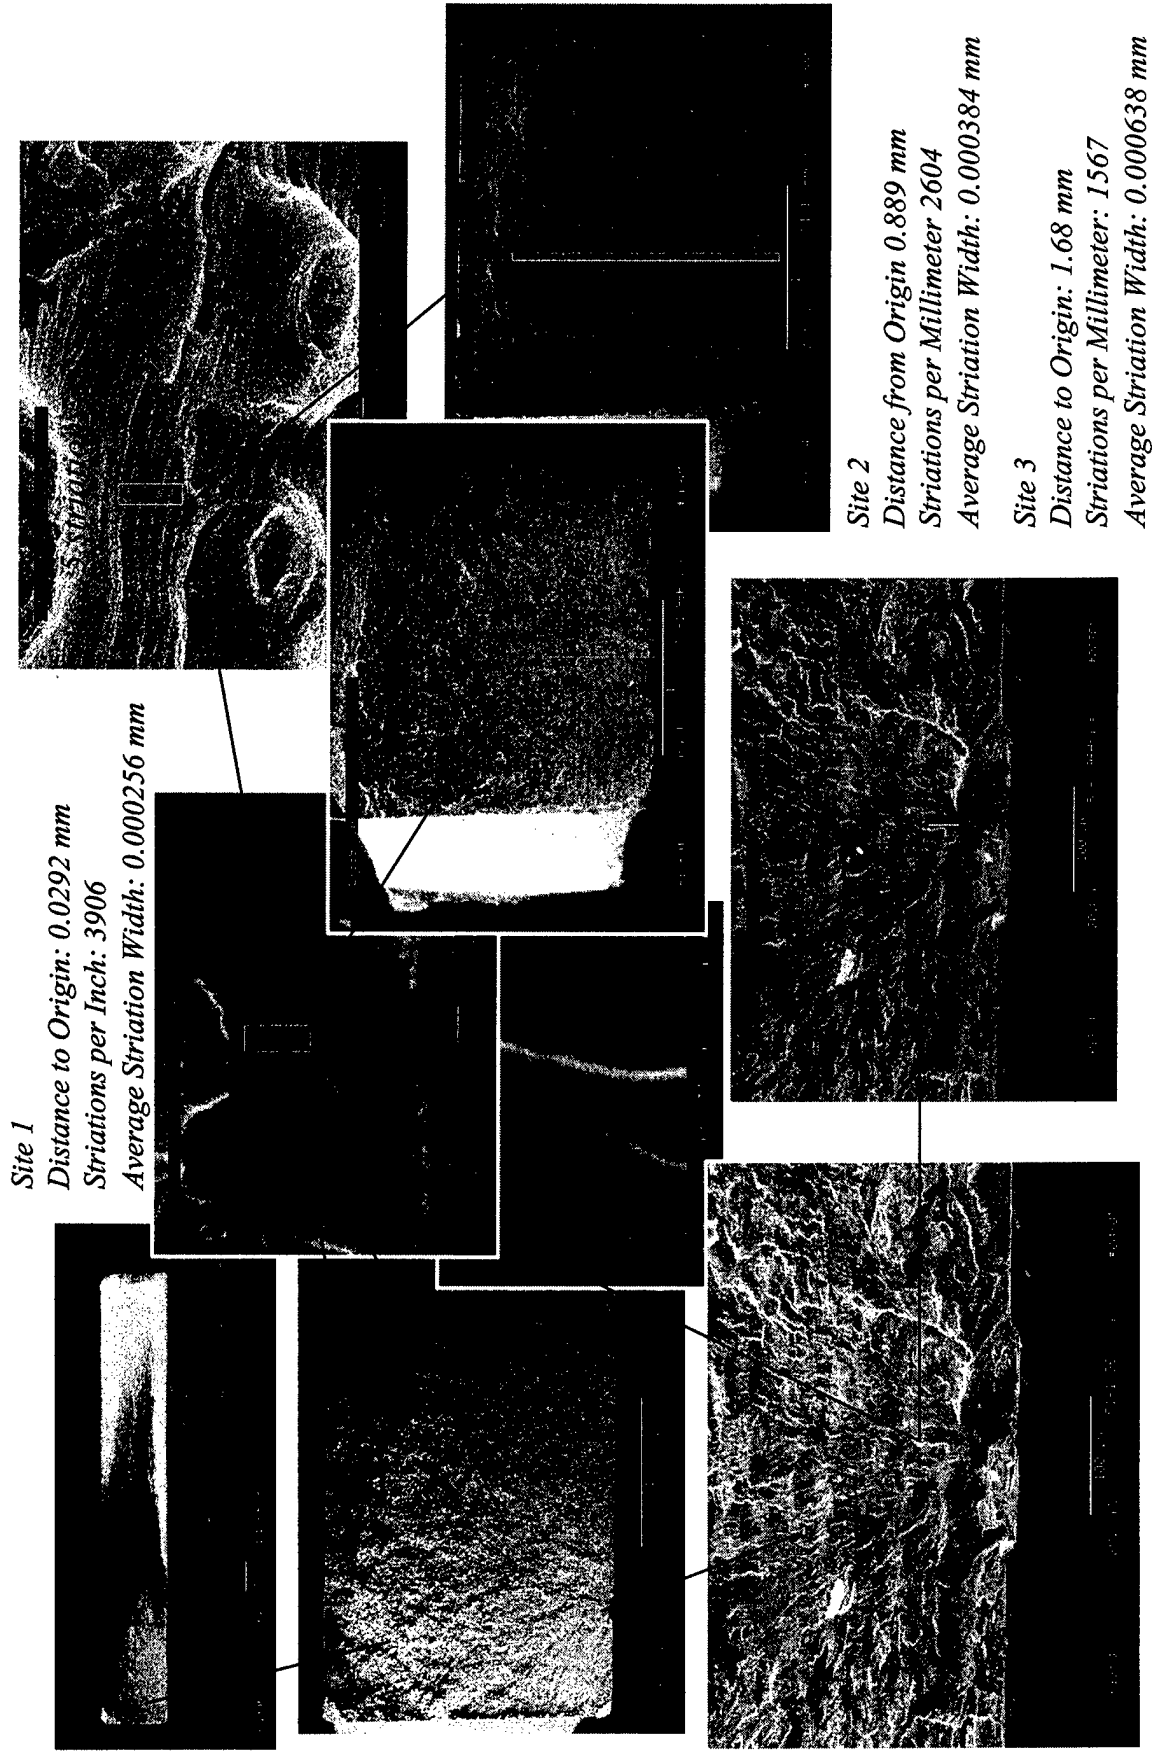 Site 1
Distance to Origin: 0.0292 mm
Striations per Inch: 3906
Average Striation Width: 0.000256 mm
Site 2
Distance from Origin 0.889 mm
Striations per Millimeter 2604
Average Striation Width: 0.000384 mm
Site 3
Distance to Origin: 1.68 mm
Striations per Millimeter: 1567
Average Striation Width: 0.000638 mm